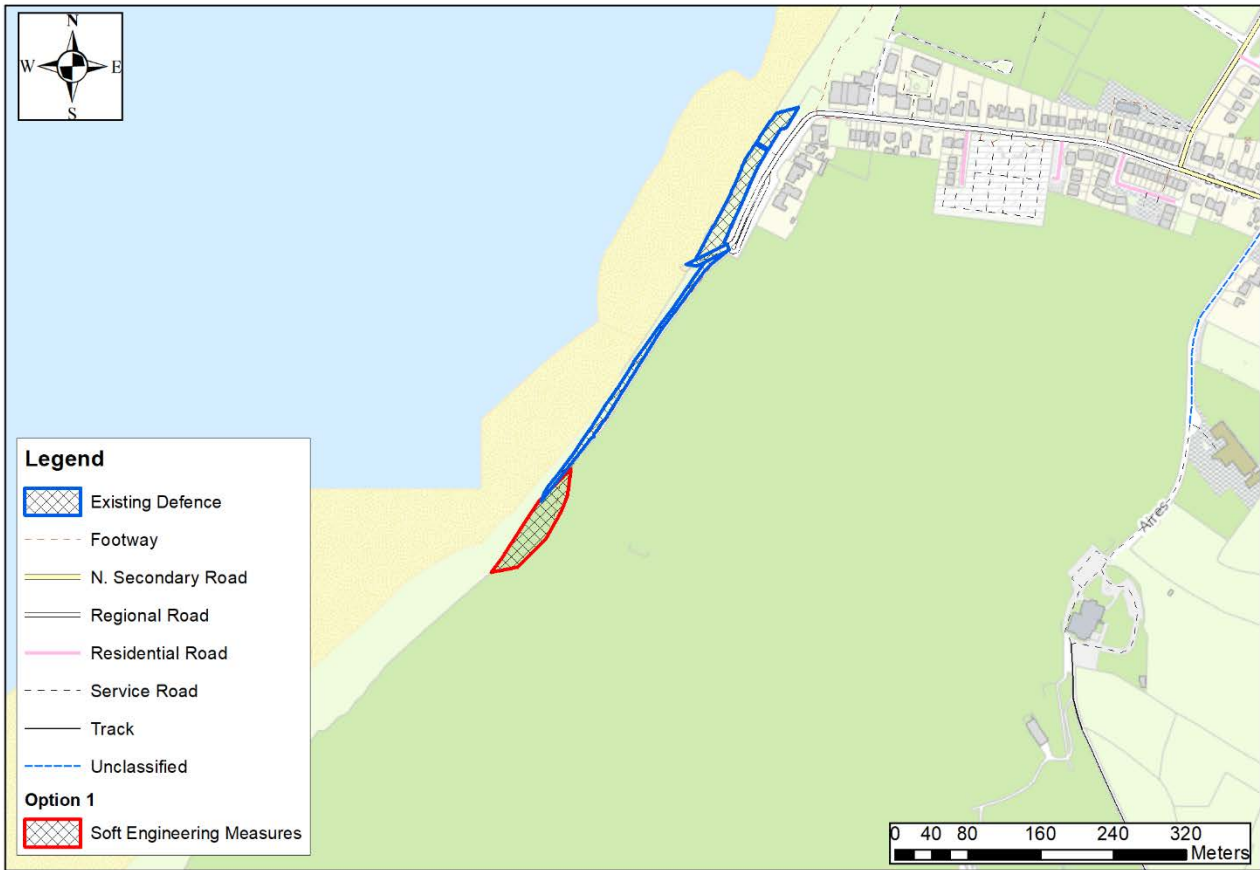 N
W E
S
Aires
Legend
Existing Defence
Footway
N. Secondary Road
Regional Road
Residential Road
Service Road
Track
Unclassified
Option 1
Soft Engineering Measures
0 40 80 160 240 320
Meters